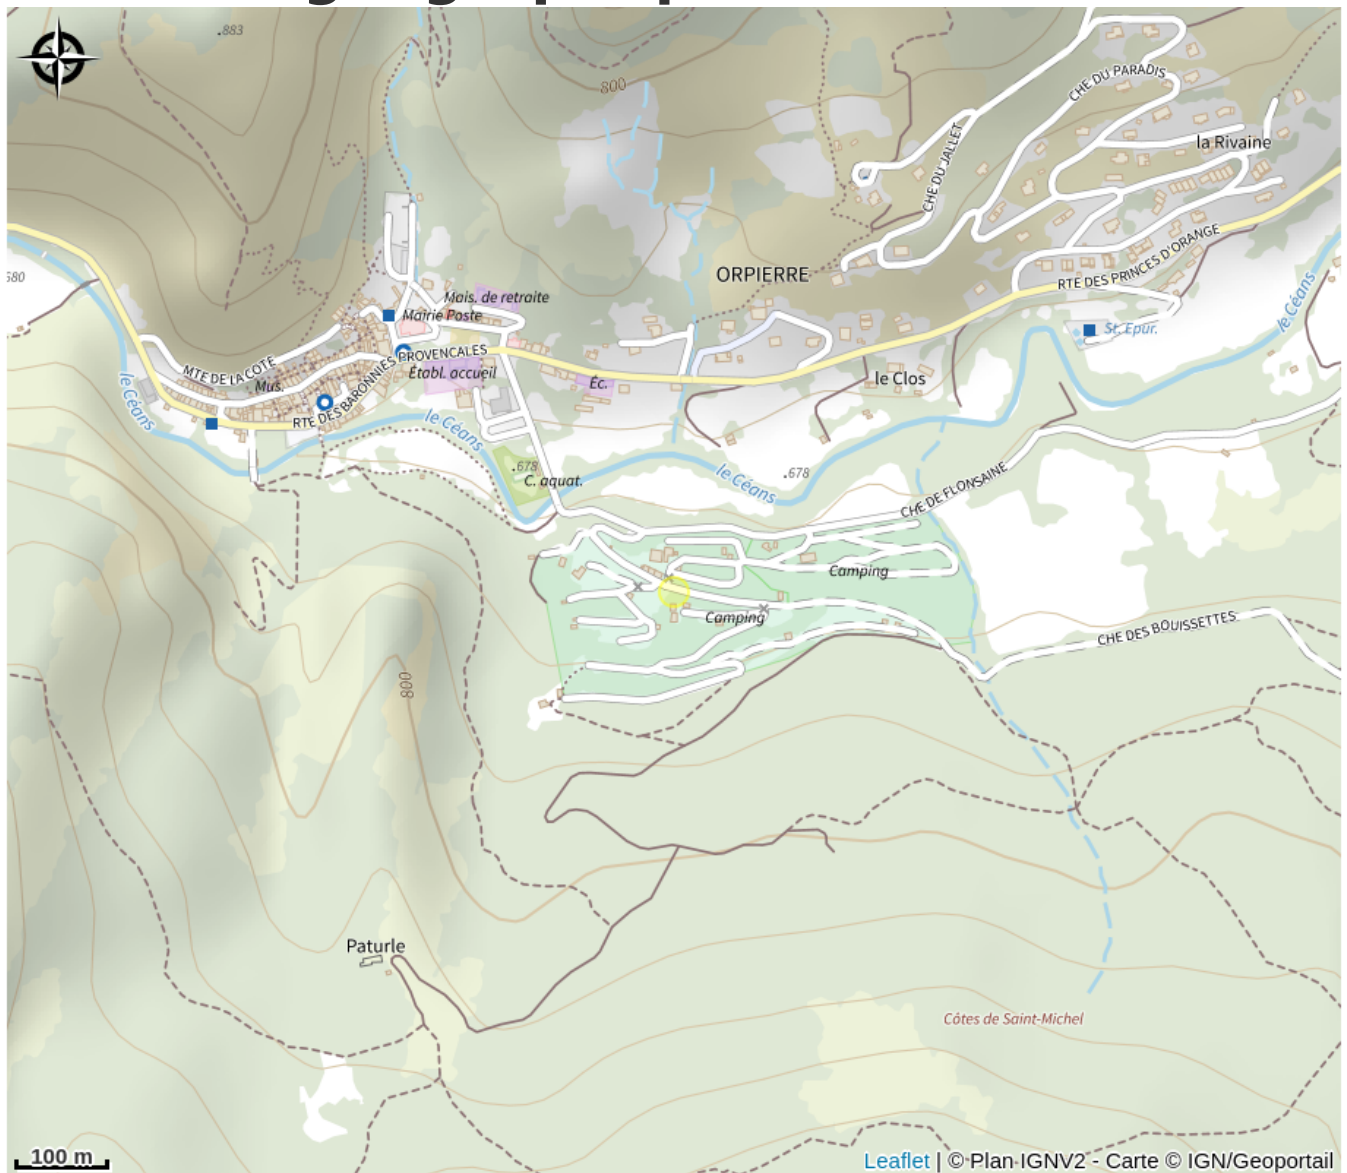 .883
800
CHE DU PARADIS
la Rivaine
CHE DU JALLET
RTE DES PRINCES D'ORANGE
680
ORPIERRE
le Céans
Mais. de retraite
Mairie Poste
St. Epur.
MTE DE LA COTE
RTE DES BARONNIES PROVENCALES
Mus.
Établ. accueil
Éc.
le Clos
le Céans
le Céans
.678
C. aquat.
le Céans
.678
CHE DE FLONSAINE
Camping
Camping
CHE DES BOUISSETTES
800
Paturle
Côtes de Saint-Michel
100 m
Leaflet | © Plan IGNV2 - Carte © IGN/Geoportail